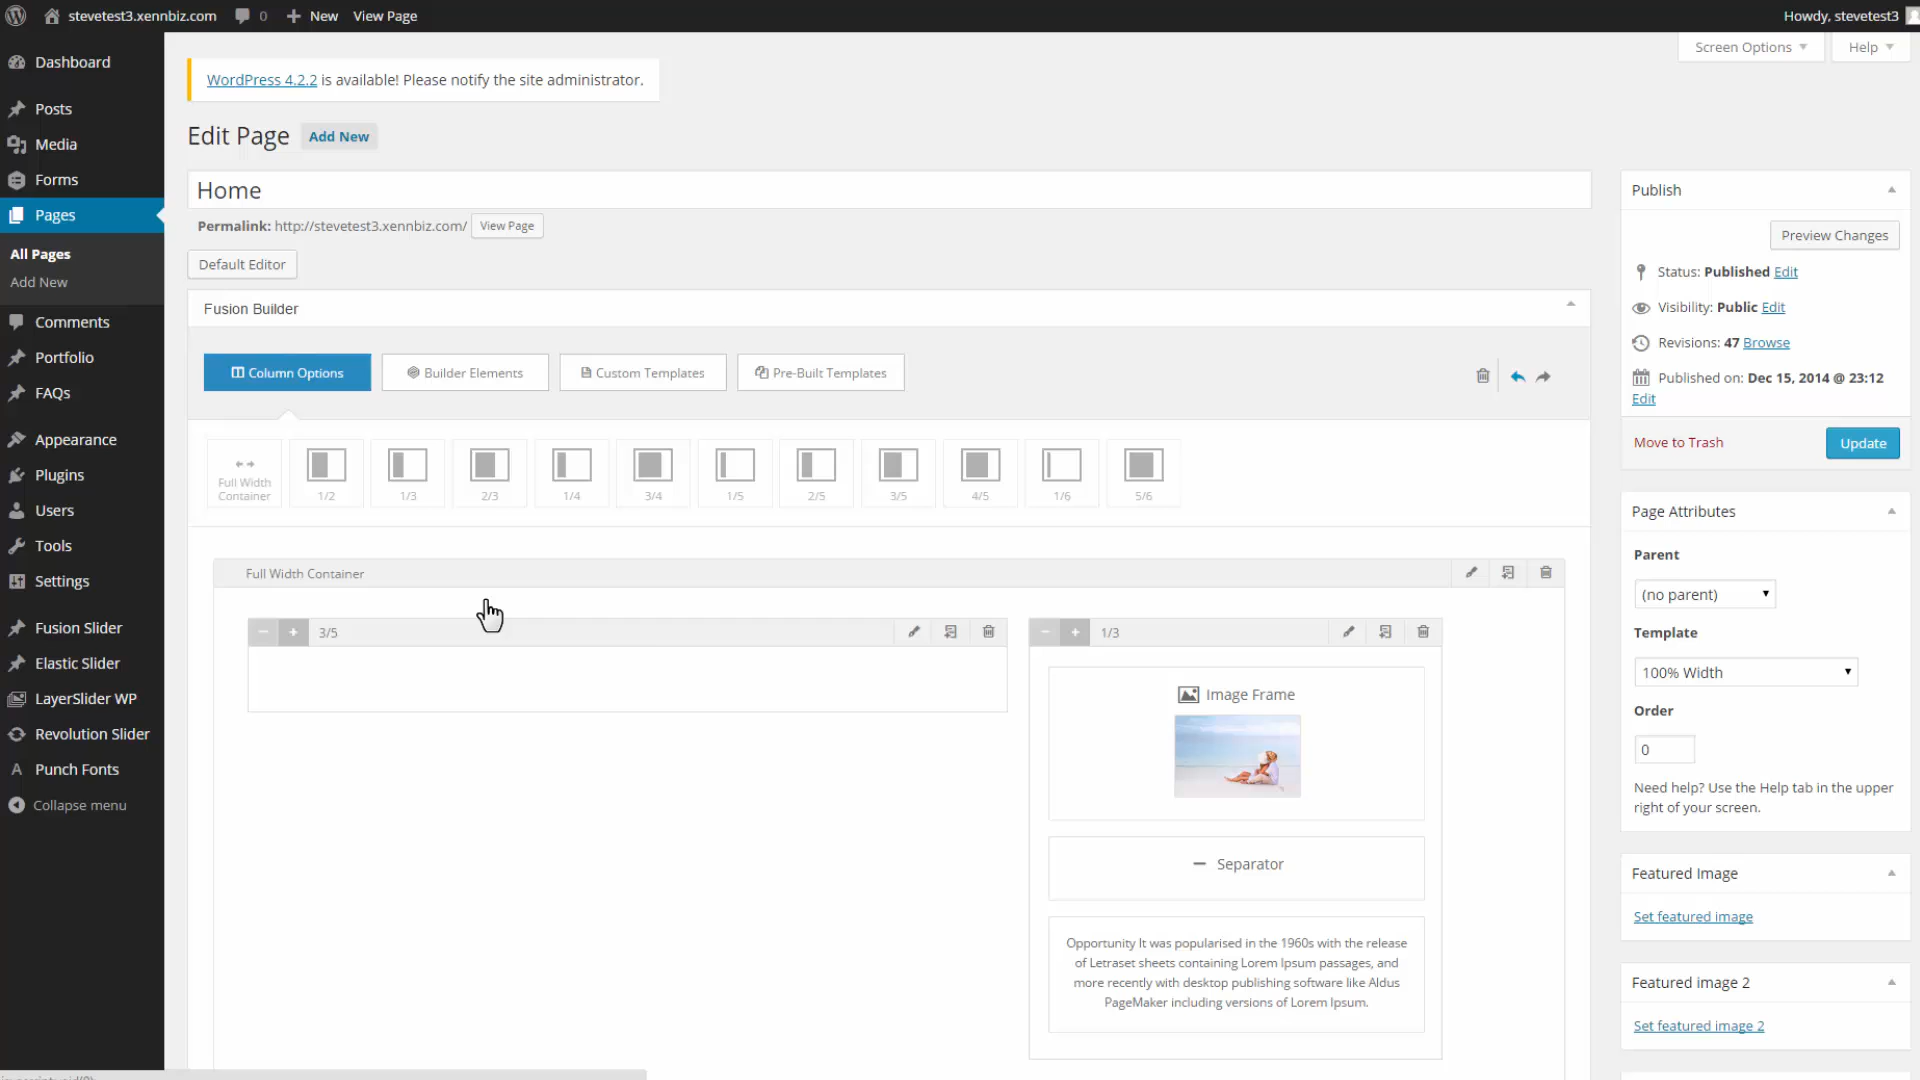 stevetest3.xennbiz.com 0 New View Page Howdy, stevetest3
Screen Options Help
Dashboard
Posts
Media
Forms
Pages
All Pages
Add New
Comments
Portfolio
FAQs
Appearance
Plugins
Users
Tools
Settings
Fusion Slider
Elastic Slider
LayerSlider WP
Revolution Slider
Punch Fonts
Collapse menu
WordPress 4.2.2 is available! Please notify the site administrator.
Edit Page Add New
Home
Permalink: http://stevetest3.xennbiz.com/ View Page
Default Editor
Fusion Builder
Column Options Builder Elements Custom Templates Pre-Built Templates
Full Width
Container
1/2 1/3 2/3 1/4 3/4 1/5 2/5 3/5 4/5 1/6 5/6
Full Width Container
3/5
1/3
Image Frame
Separator
Opportunity It was popularised in the 1960s with the release
of Letraset sheets containing Lorem Ipsum passages, and
more recently with desktop publishing software like Aldus
PageMaker including versions of Lorem Ipsum.
Publish
Preview Changes
Status: Published Edit
Visibility: Public Edit
Revisions: 47 Browse
Published on: Dec 15, 2014 @ 23:12
Edit
Move to Trash Update
Page Attributes
Parent
(no parent)
Template
100% Width
Order
0
Need help? Use the Help tab in the upper
right of your screen.
Featured Image
Set featured image
Featured image 2
Set featured image 2